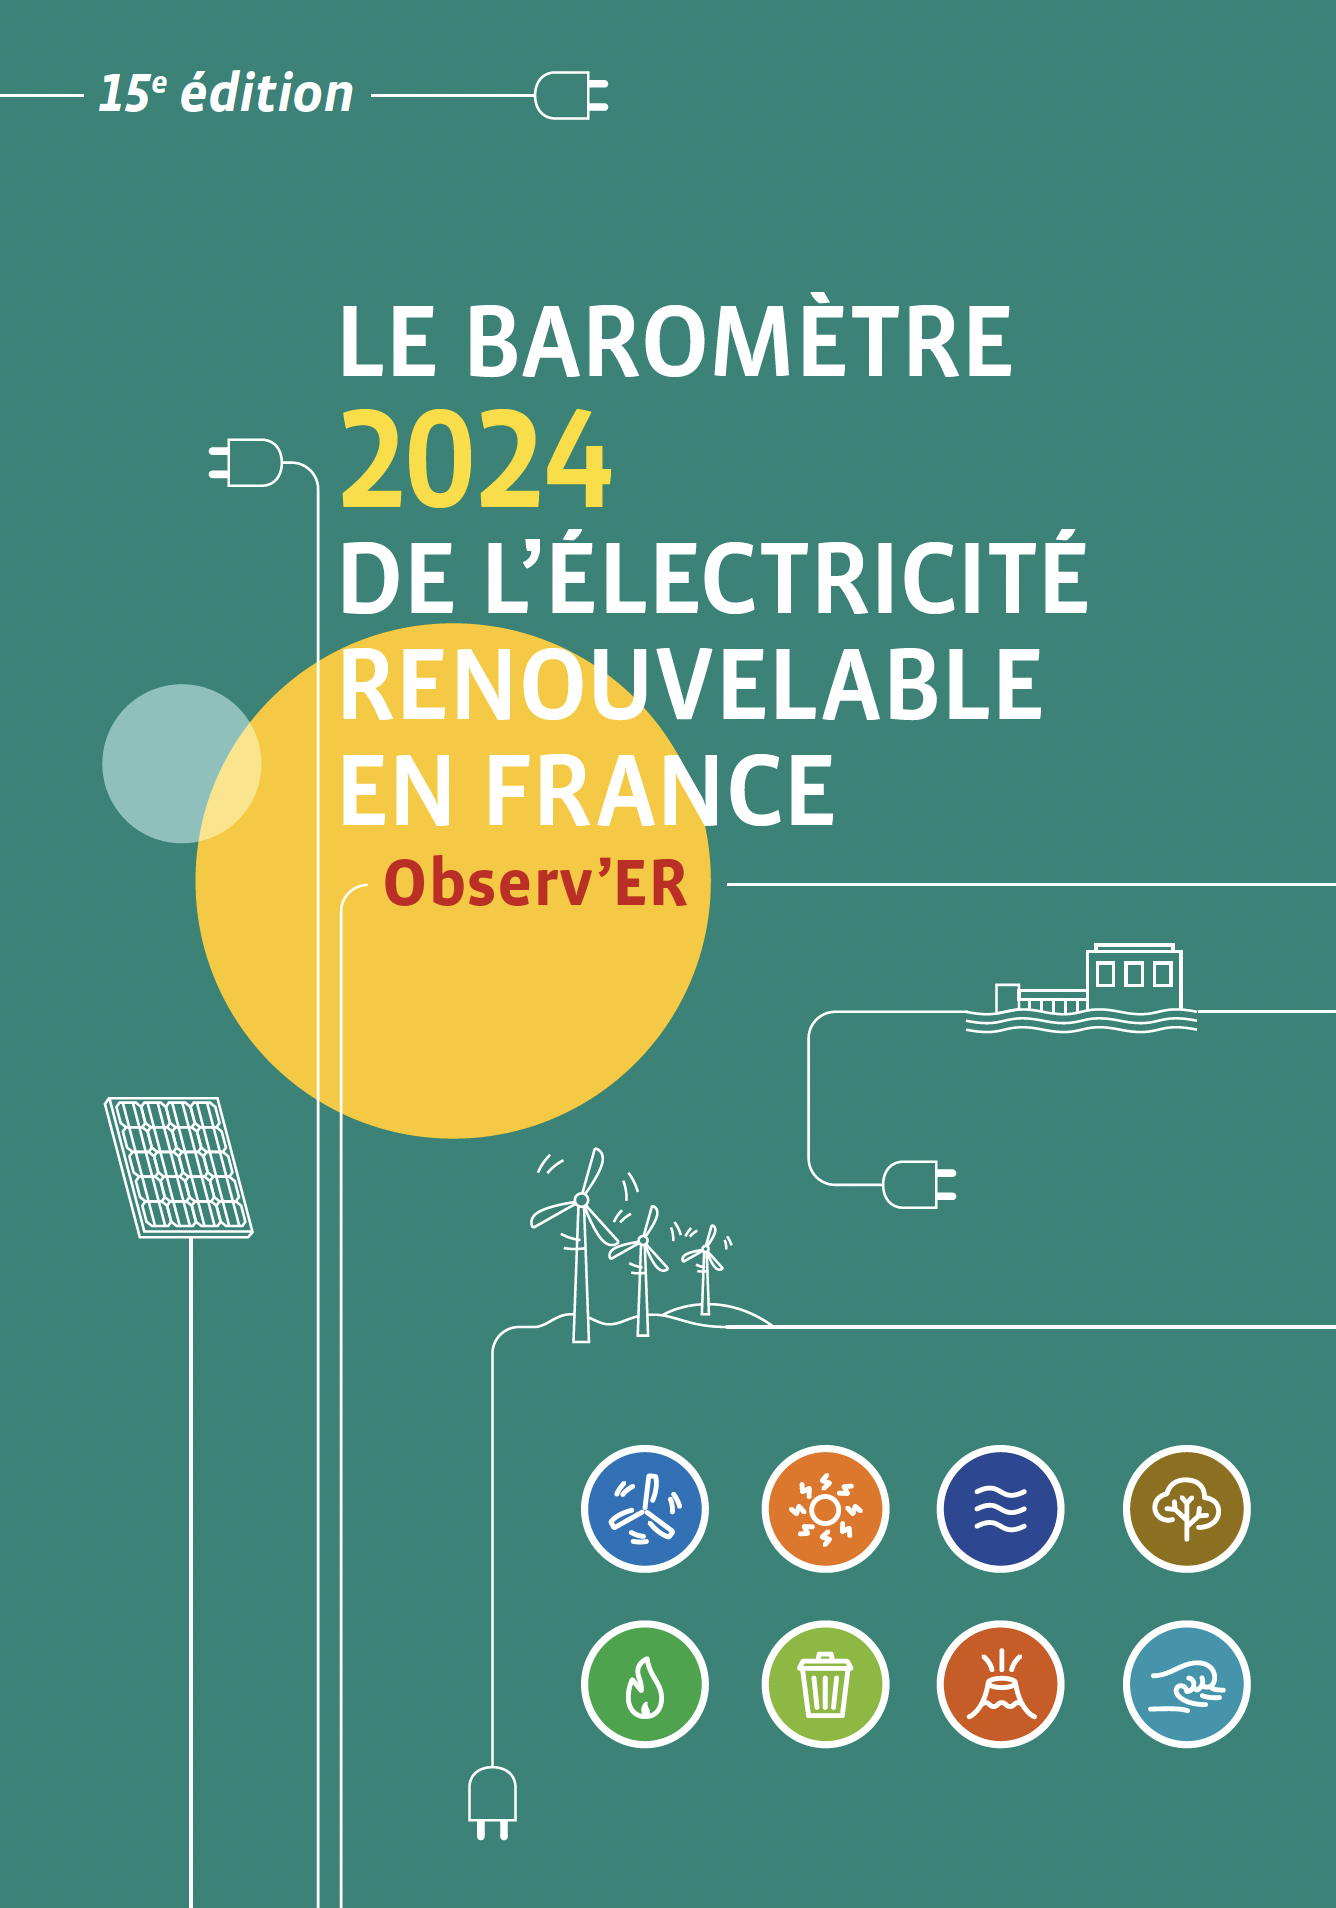 15e édition
LE BAROMÈTRE
2024
DE L’ÉLECTRICITÉ
RENOUVELABLE
EN FRANCE
Observ’ER